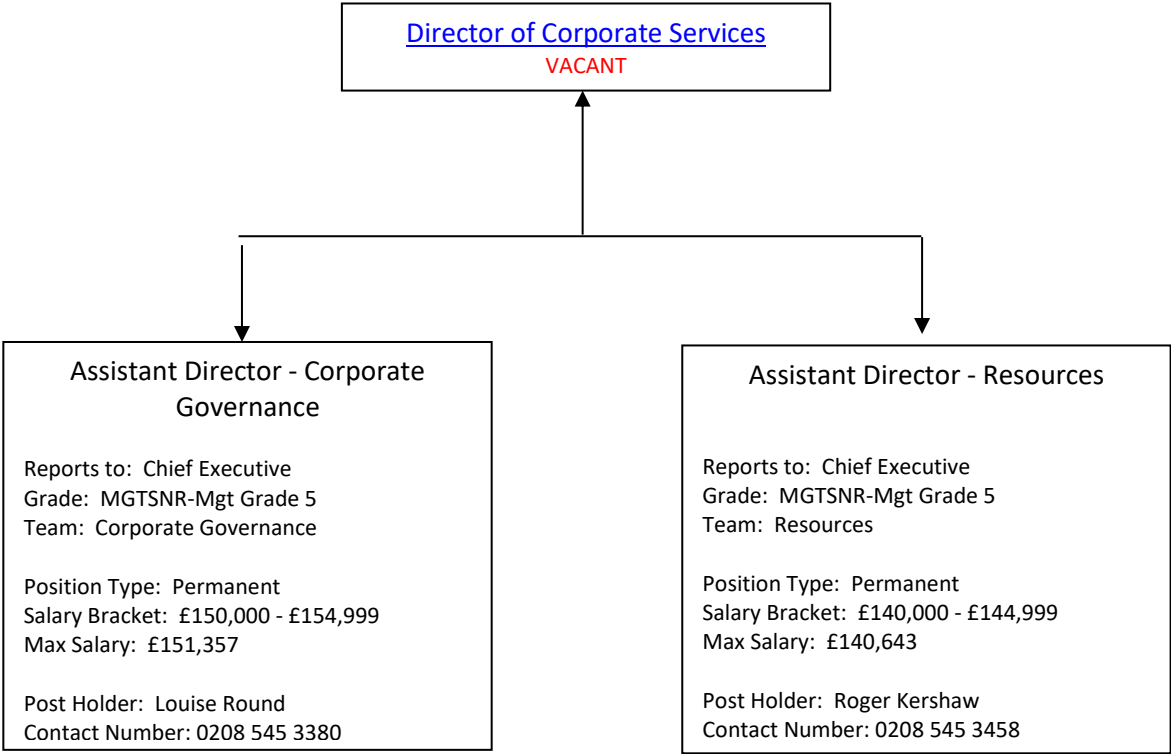 Director of Corporate Services
VACANT
Assistant Director - Corporate
Governance
Reports to: Chief Executive
Grade: MGTSNR-Mgt Grade 5
Team: Corporate Governance
Position Type: Permanent
Salary Bracket: £150,000 - £154,999
Max Salary: £151,357
Post Holder: Louise Round
Contact Number: 0208 545 3380
Assistant Director - Resources
Reports to: Chief Executive
Grade: MGTSNR-Mgt Grade 5
Team: Resources
Position Type: Permanent
Salary Bracket: £140,000 - £144,999
Max Salary: £140,643
Post Holder: Roger Kershaw
Contact Number: 0208 545 3458